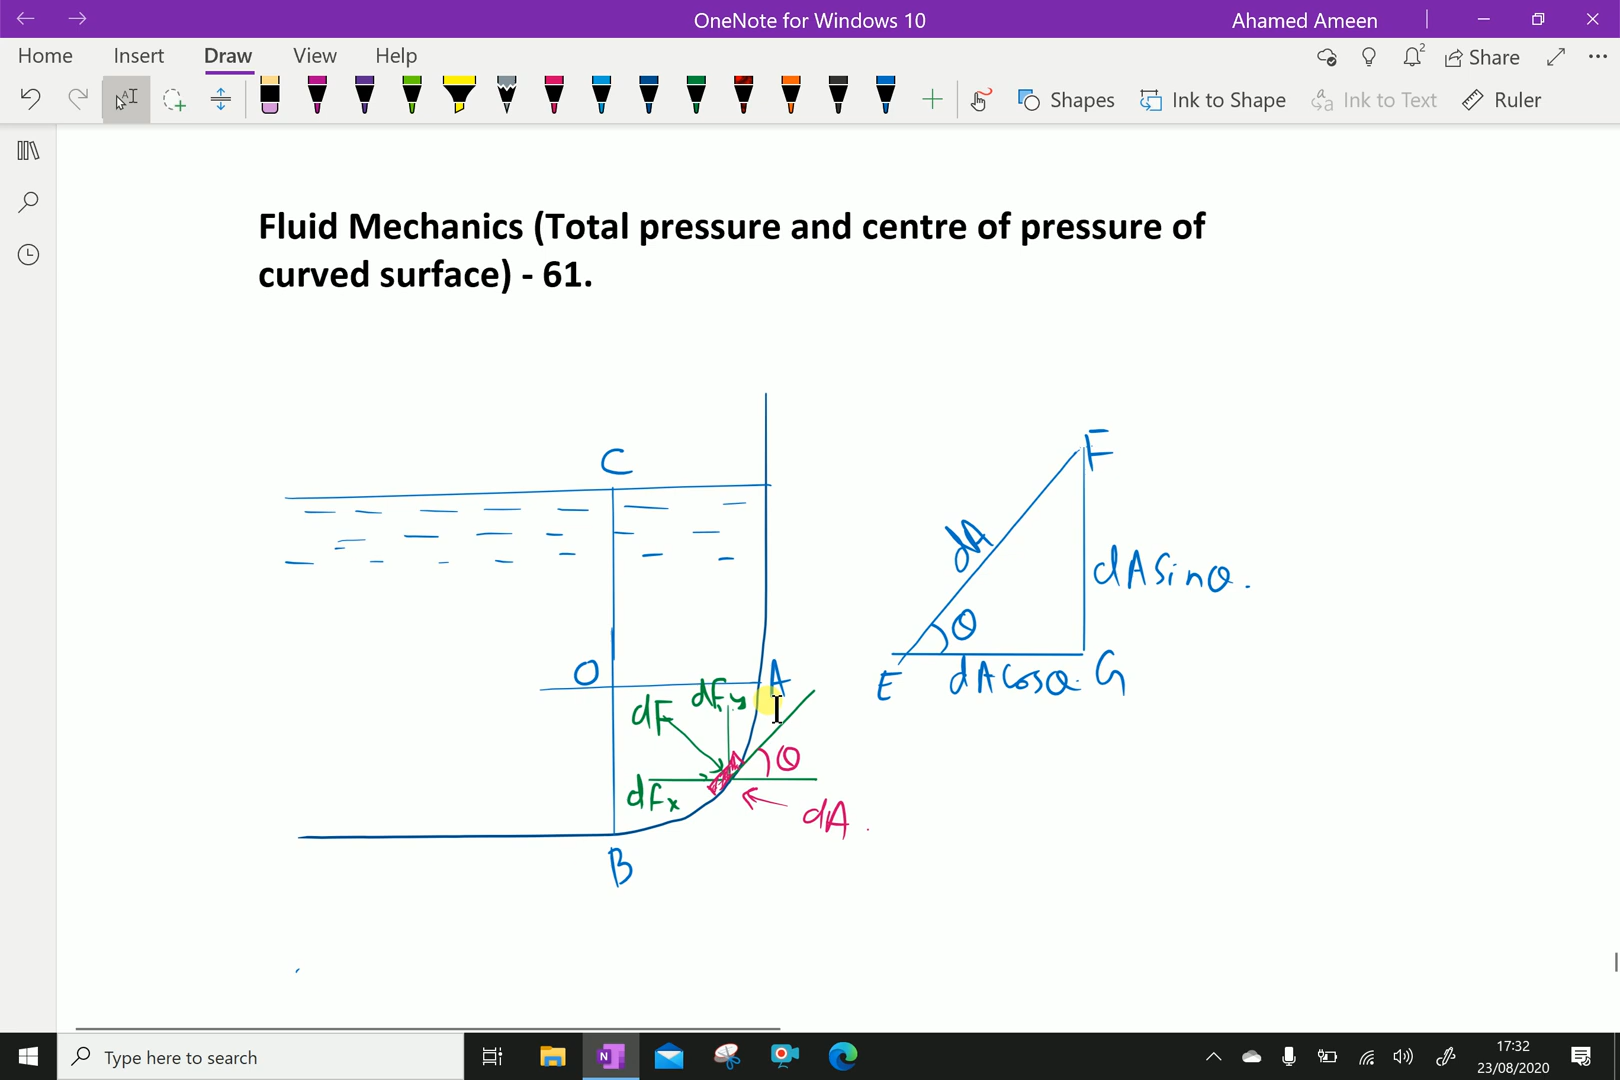 OneNote for Windows 10
Ahamed Ameen
Home Insert Draw View Help
2
Share
Shapes
Ink to Shape
Ink to Text
Ruler
Fluid Mechanics (Total pressure and centre of pressure of
curved surface) - 61.
C
F
dA
dA Sinθ.
θ
O
A
E
dA Cosθ.
G
dF
dFy
θ
dFx
dA.
B
Type here to search
17:32
23/08/2020